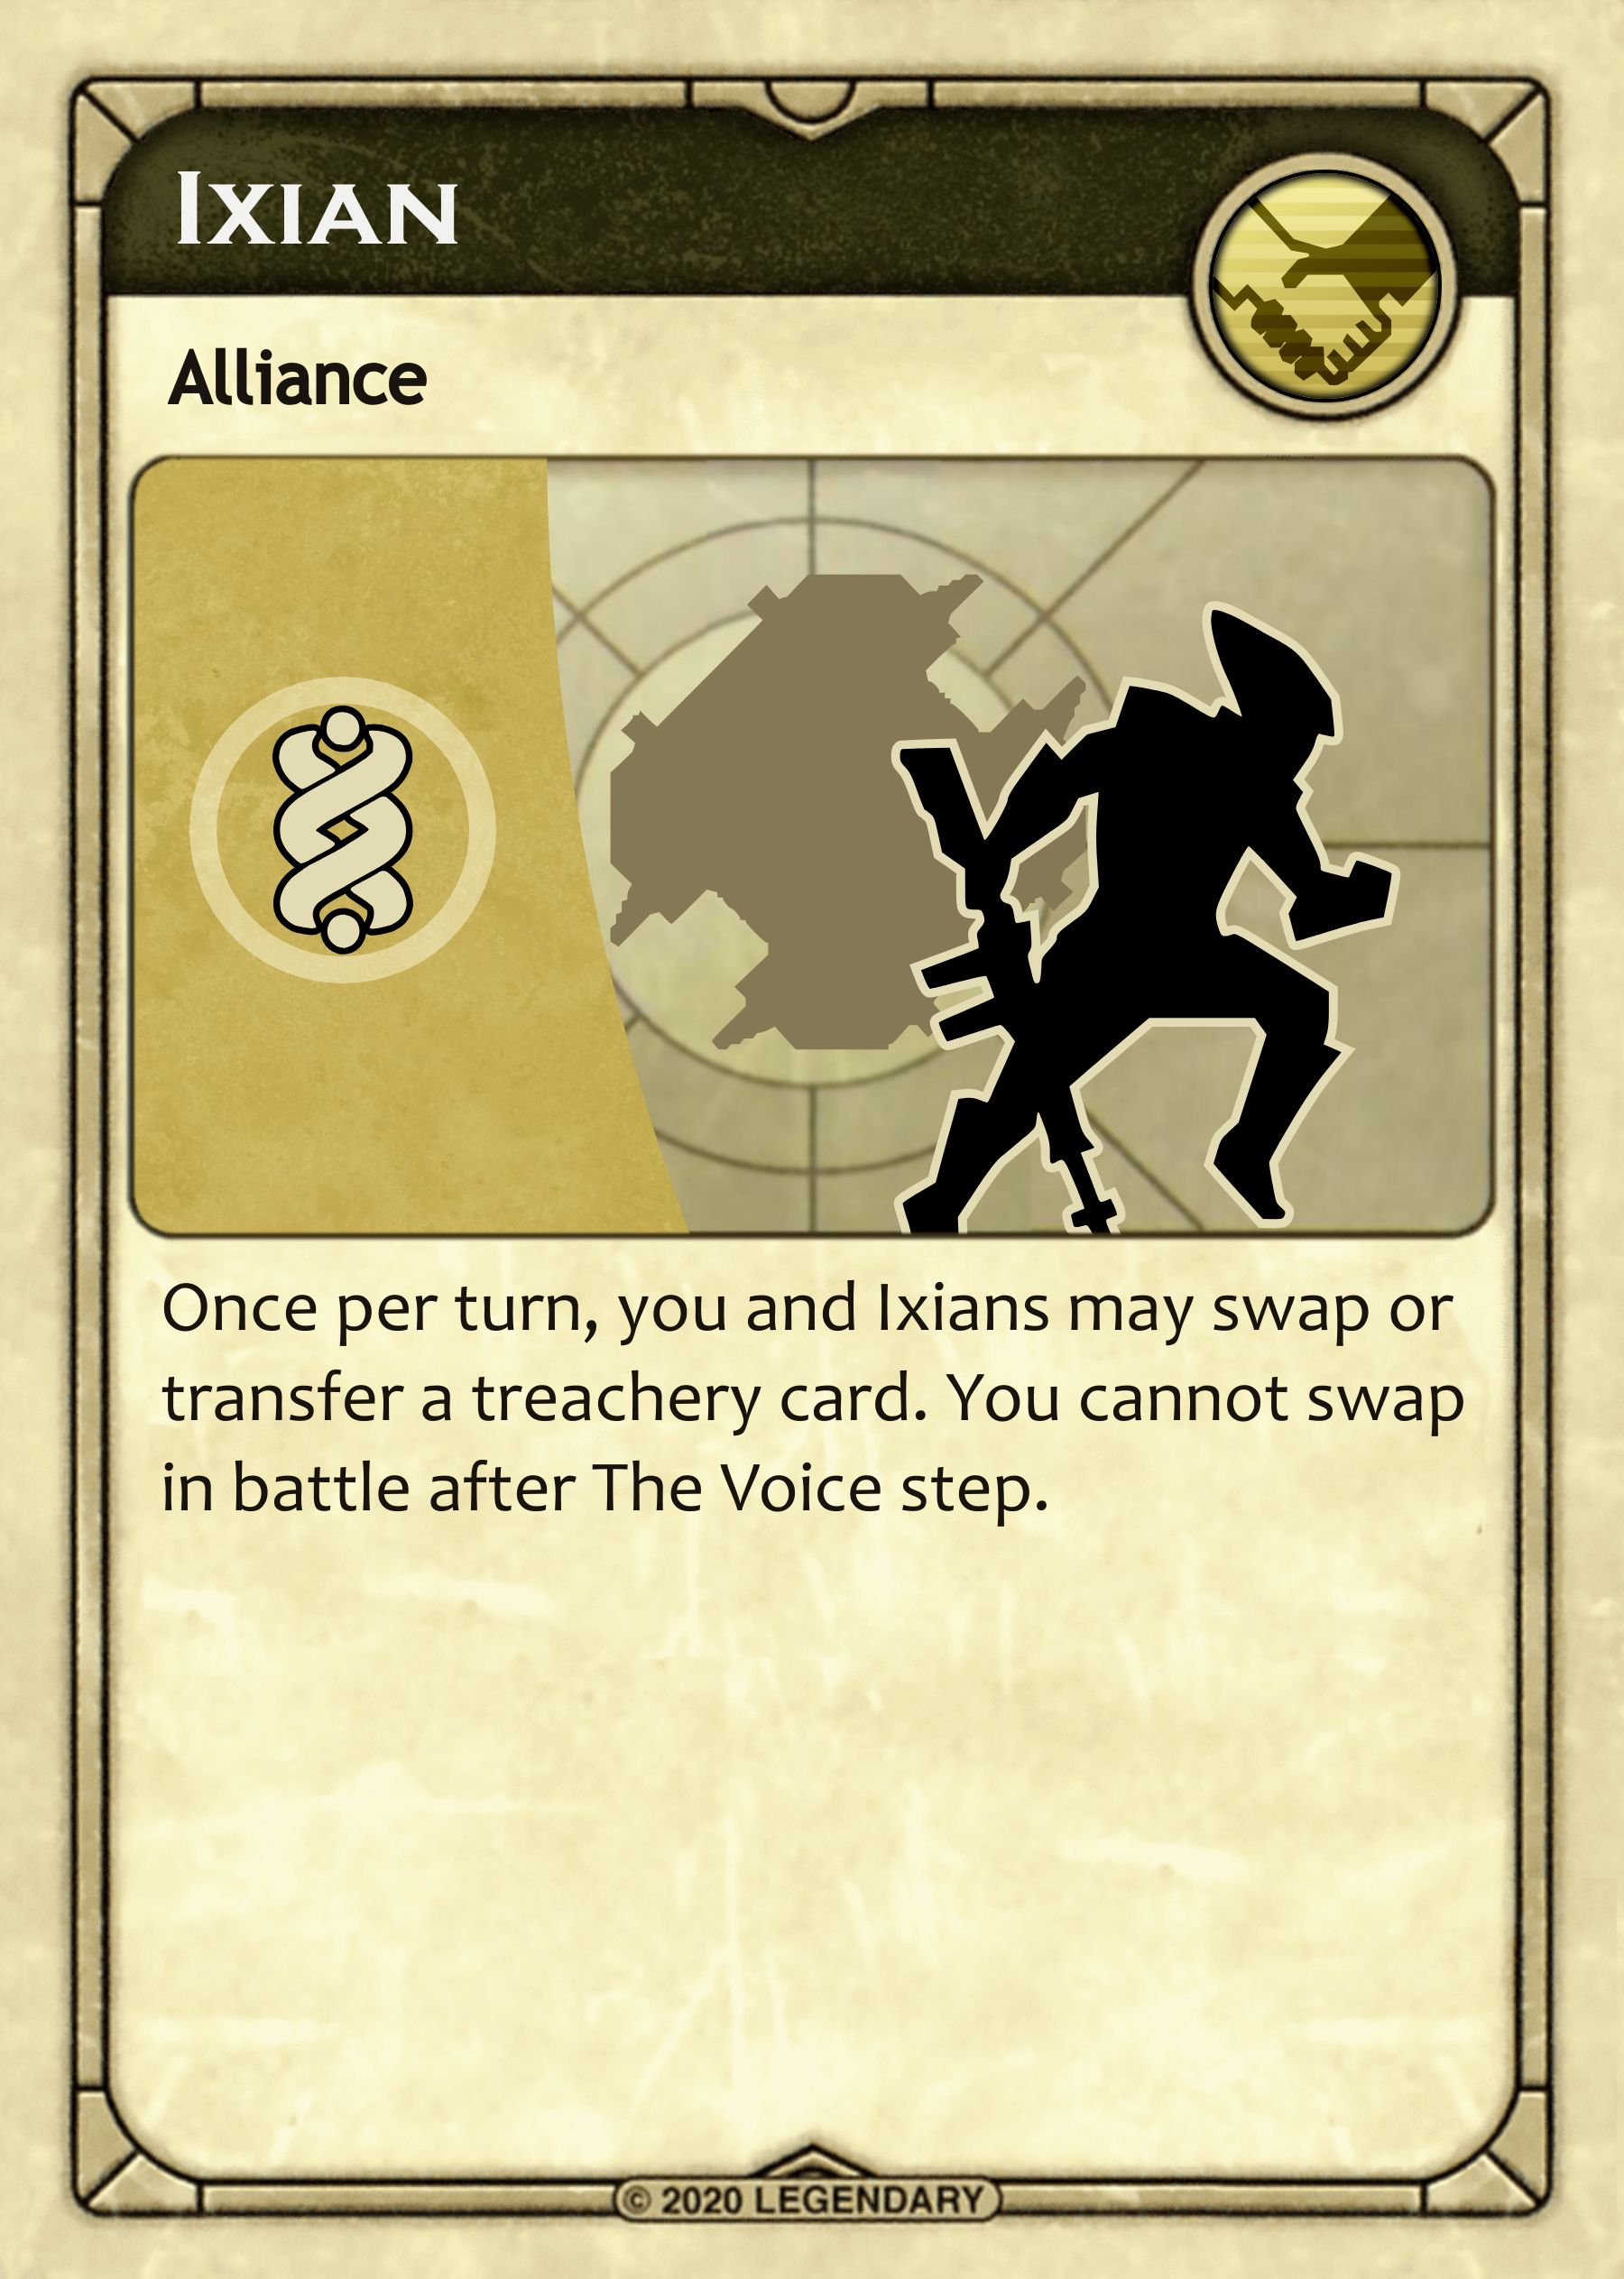 Ixian
Alliance
Once per turn, you and Ixians may swap or
transfer a treachery card. You cannot swap
in battle after The Voice step.
© 2020 LEGENDARY